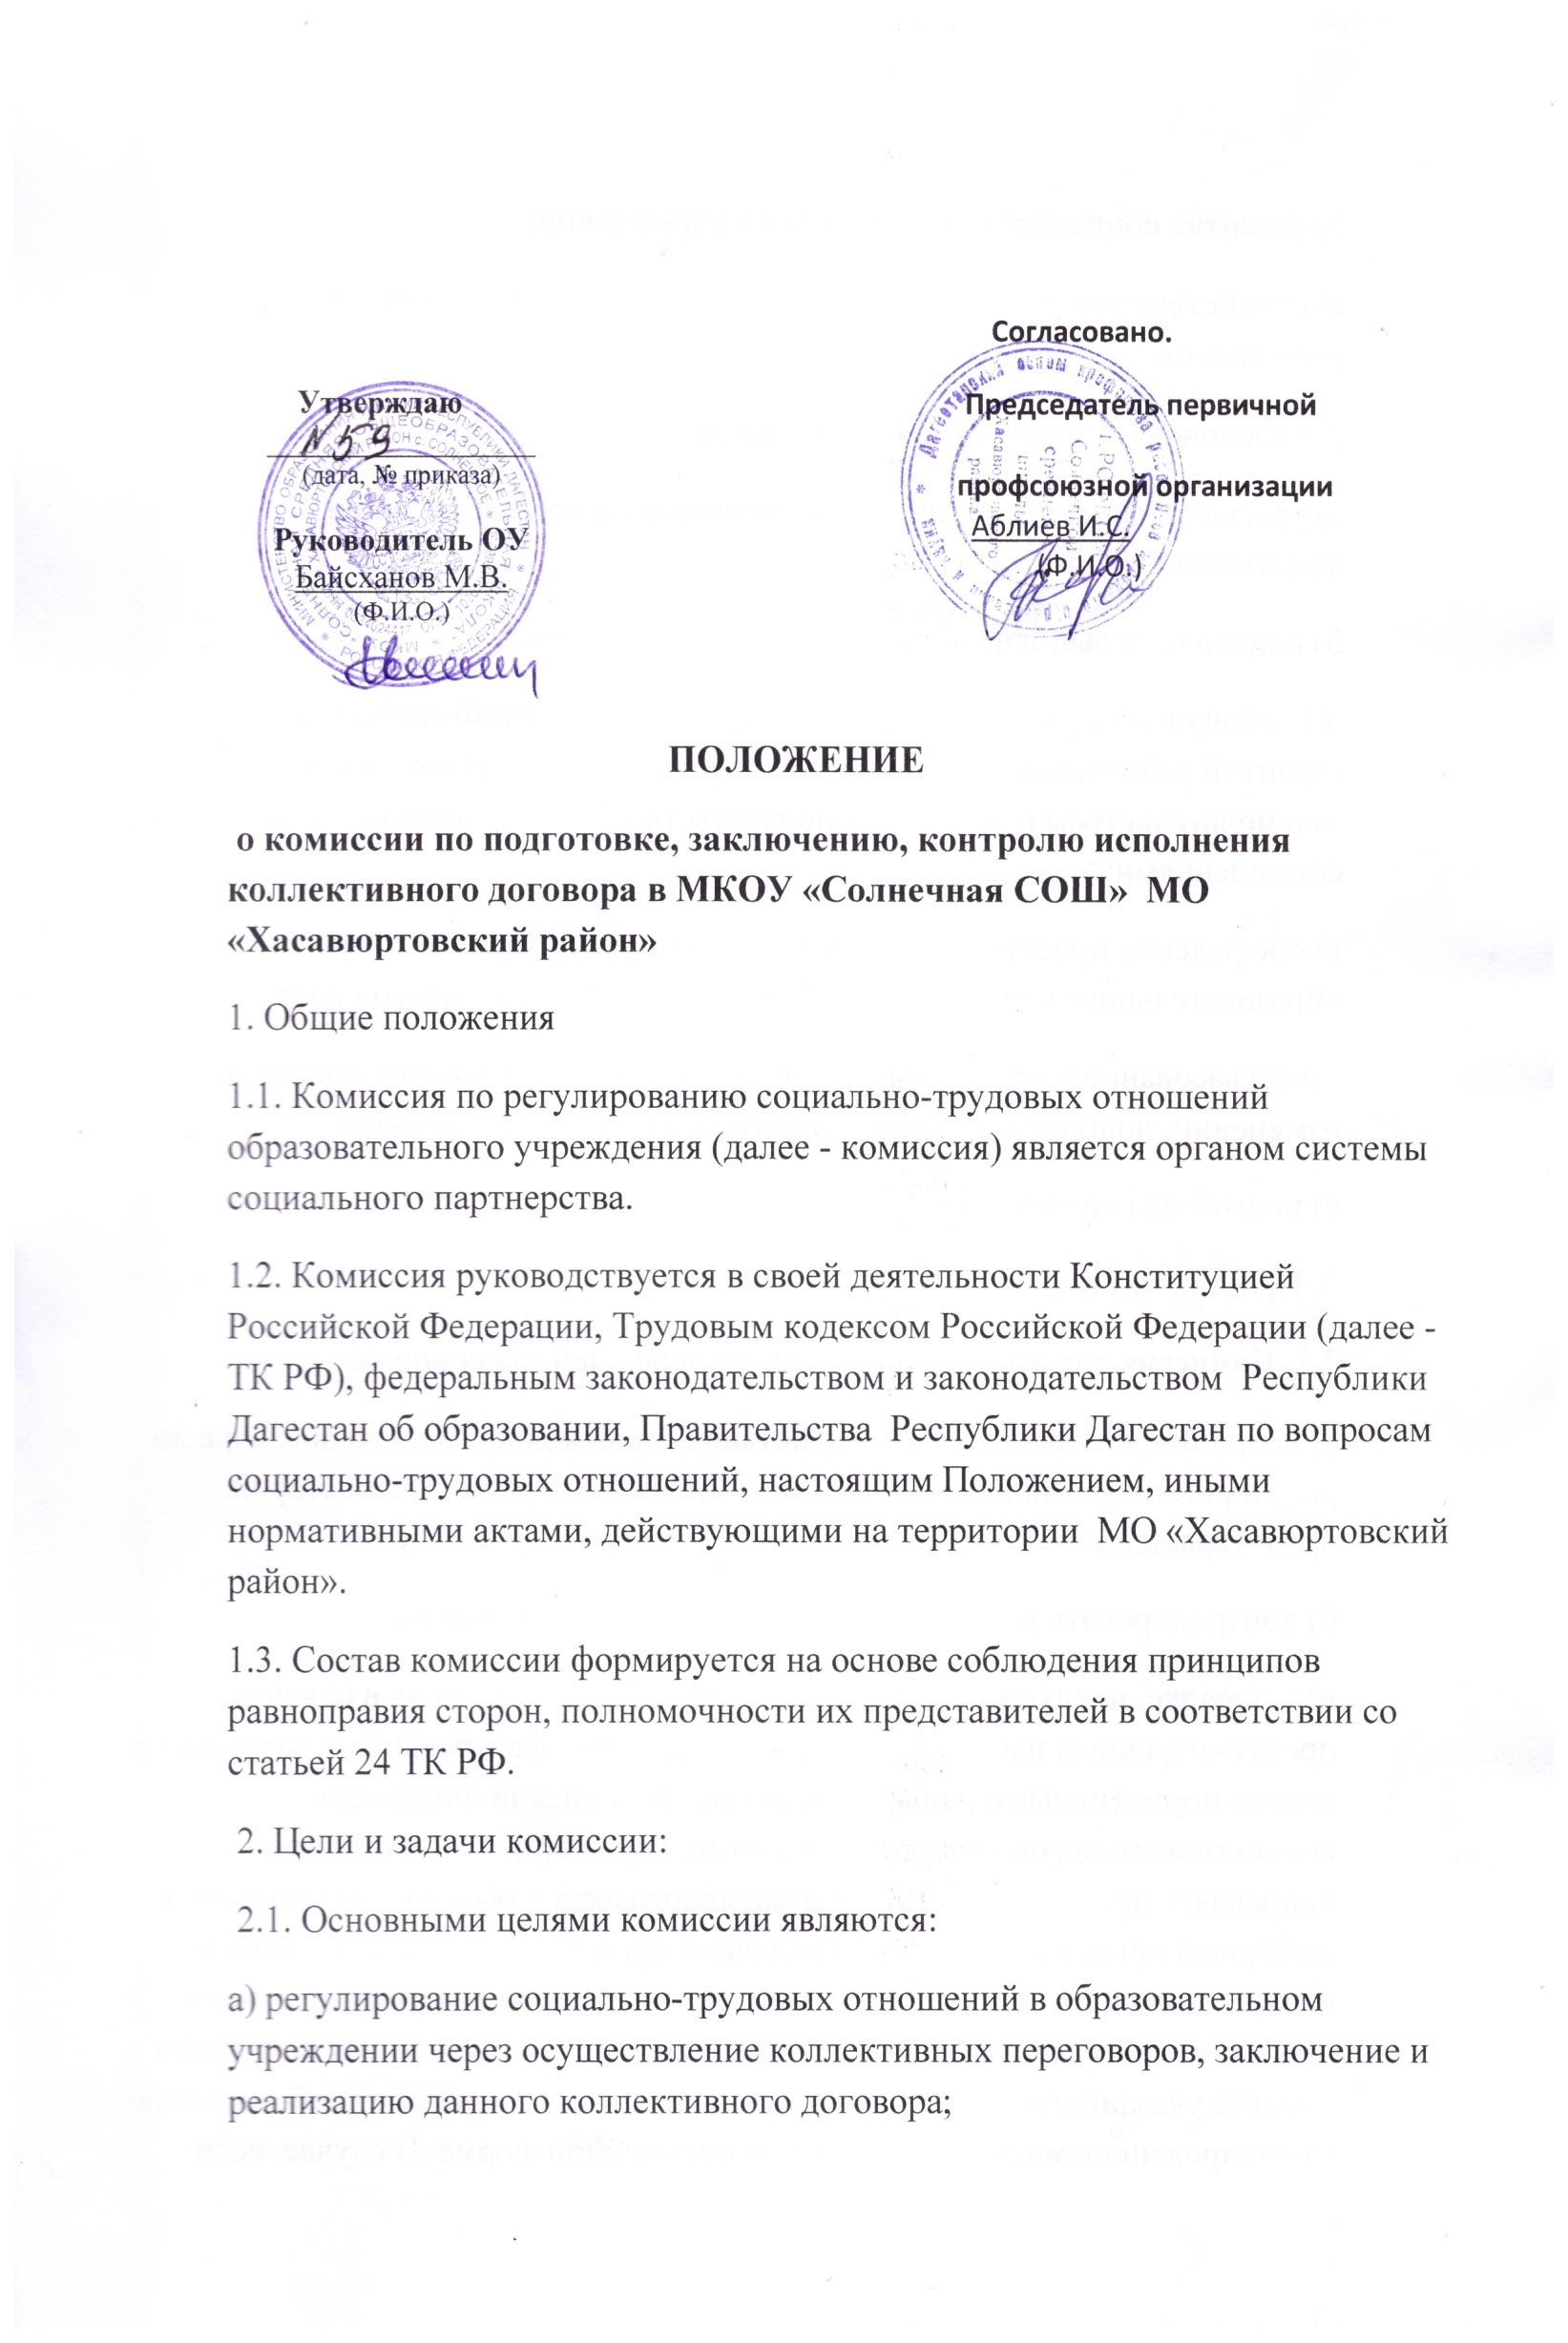 Согласовано.
Утверждаю
№ 59
(дата, № приказа)
Руководитель ОУ
Байсханов М.В.
(Ф.И.О.)
Председатель первичной
профсоюзной организации
Аблиев И.С.
(Ф.И.О.)
ПОЛОЖЕНИЕ
о комиссии по подготовке, заключению, контролю исполнения
коллективного договора в МКОУ «Солнечная СОШ» МО
«Хасавюртовский район»
1. Общие положения
1.1. Комиссия по регулированию социально-трудовых отношений
образовательного учреждения (далее - комиссия) является органом системы
социального партнерства.
1.2. Комиссия руководствуется в своей деятельности Конституцией
Российской Федерации, Трудовым кодексом Российской Федерации (далее -
ТК РФ), федеральным законодательством и законодательством Республики
Дагестан об образовании, Правительства Республики Дагестан по вопросам
социально-трудовых отношений, настоящим Положением, иными
нормативными актами, действующими на территории МО «Хасавюртовский
район».
1.3. Состав комиссии формируется на основе соблюдения принципов
равноправия сторон, полномочности их представителей в соответствии со
статьей 24 ТК РФ.
2. Цели и задачи комиссии:
2.1. Основными целями комиссии являются:
а) регулирование социально-трудовых отношений в образовательном
учреждении через осуществление коллективных переговоров, заключение и
реализацию данного коллективного договора;